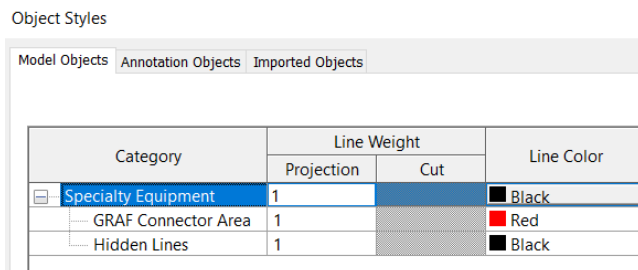 Object Styles
Model Objects Annotation Objects Imported Objects
Category Line Weight Line Color
Projection Cut
Specialty Equipment 1 Black
GRAF Connector Area 1 Red
Hidden Lines 1 Black